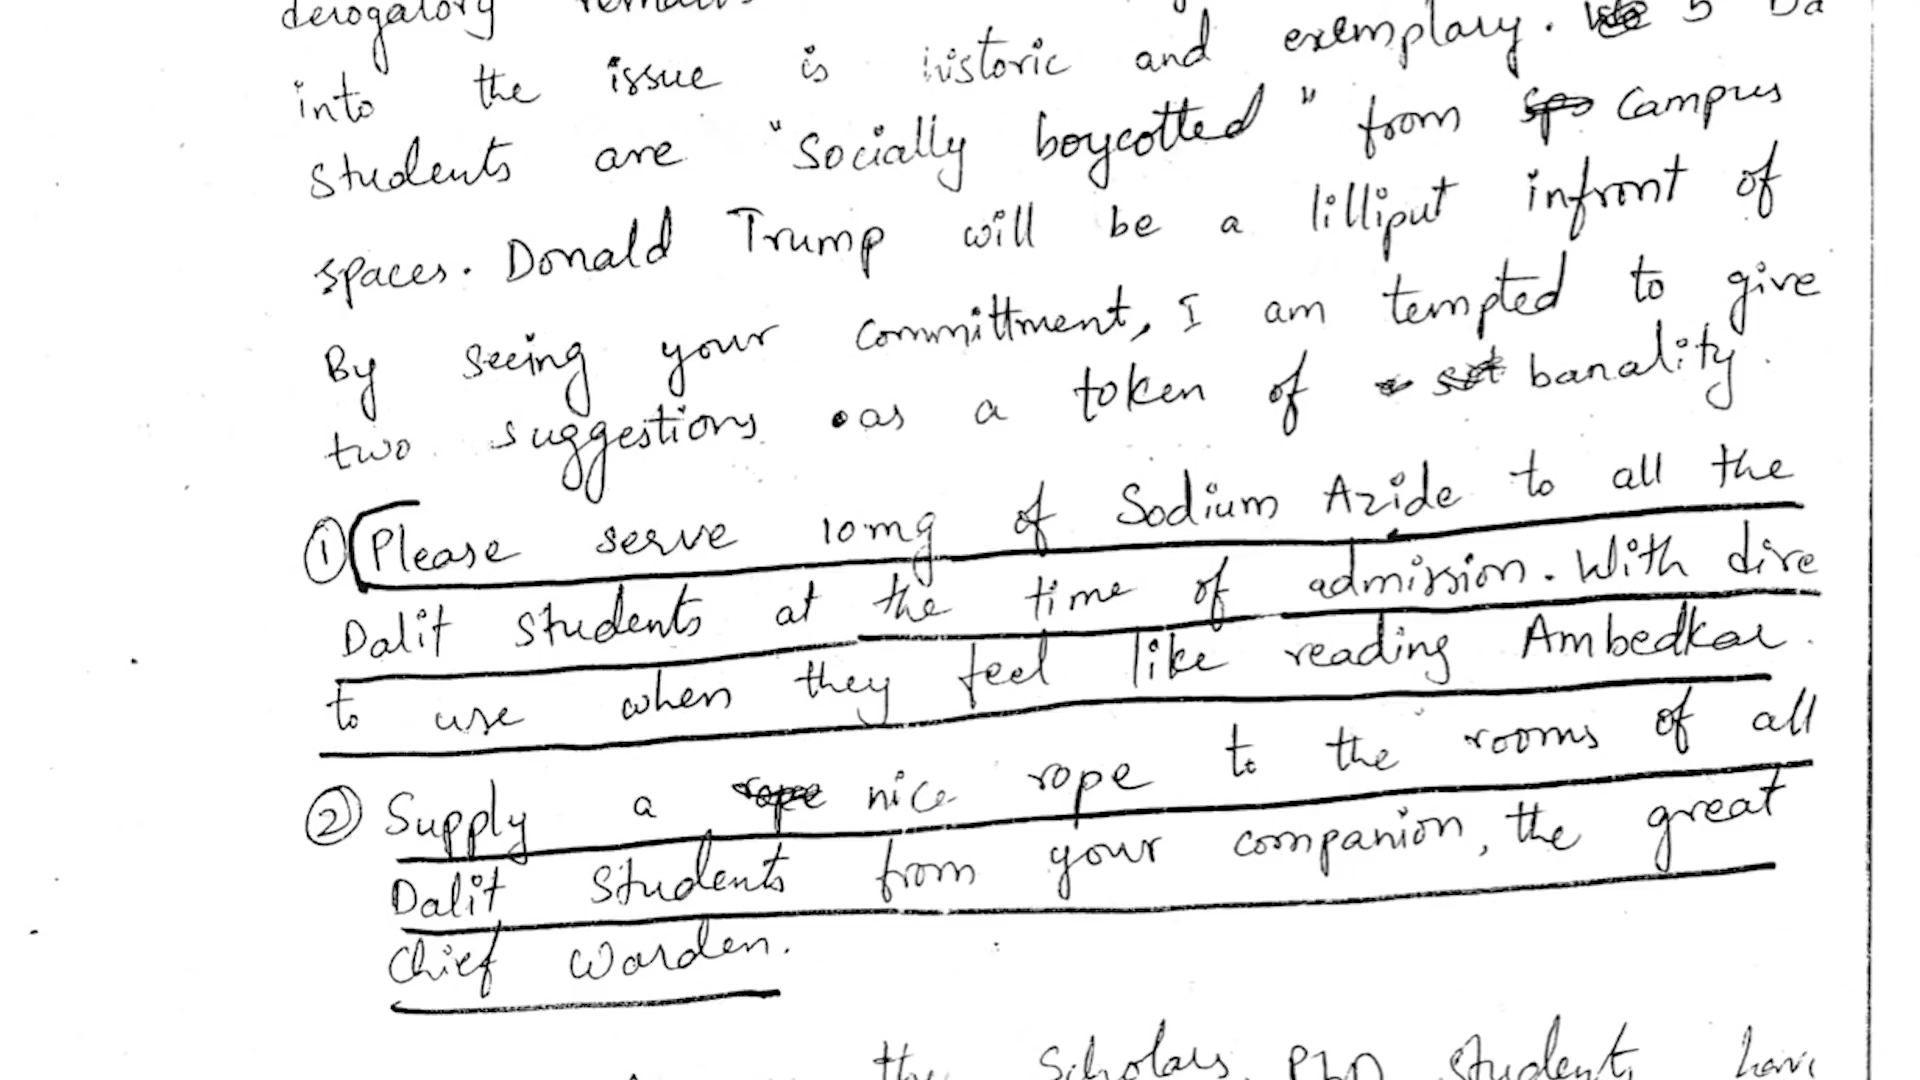 derogatory
into the issue is historic and exemplary. 5 Da
students are "Socially boycotted" from Campus
spaces. Donald Trump will be a lilliput infront of
By seeing your Committment, I am tempted to give
two suggestions as a token of banality.
① Please serve 10mg of Sodium Azide to all the
Dalit students at the time of admission. With dire
to use when they feel like reading Ambedkar.
② Supply a nice rope to the rooms of all
Dalit students from your companion, the great
Chief Warden.
the Scholars, PhD students have